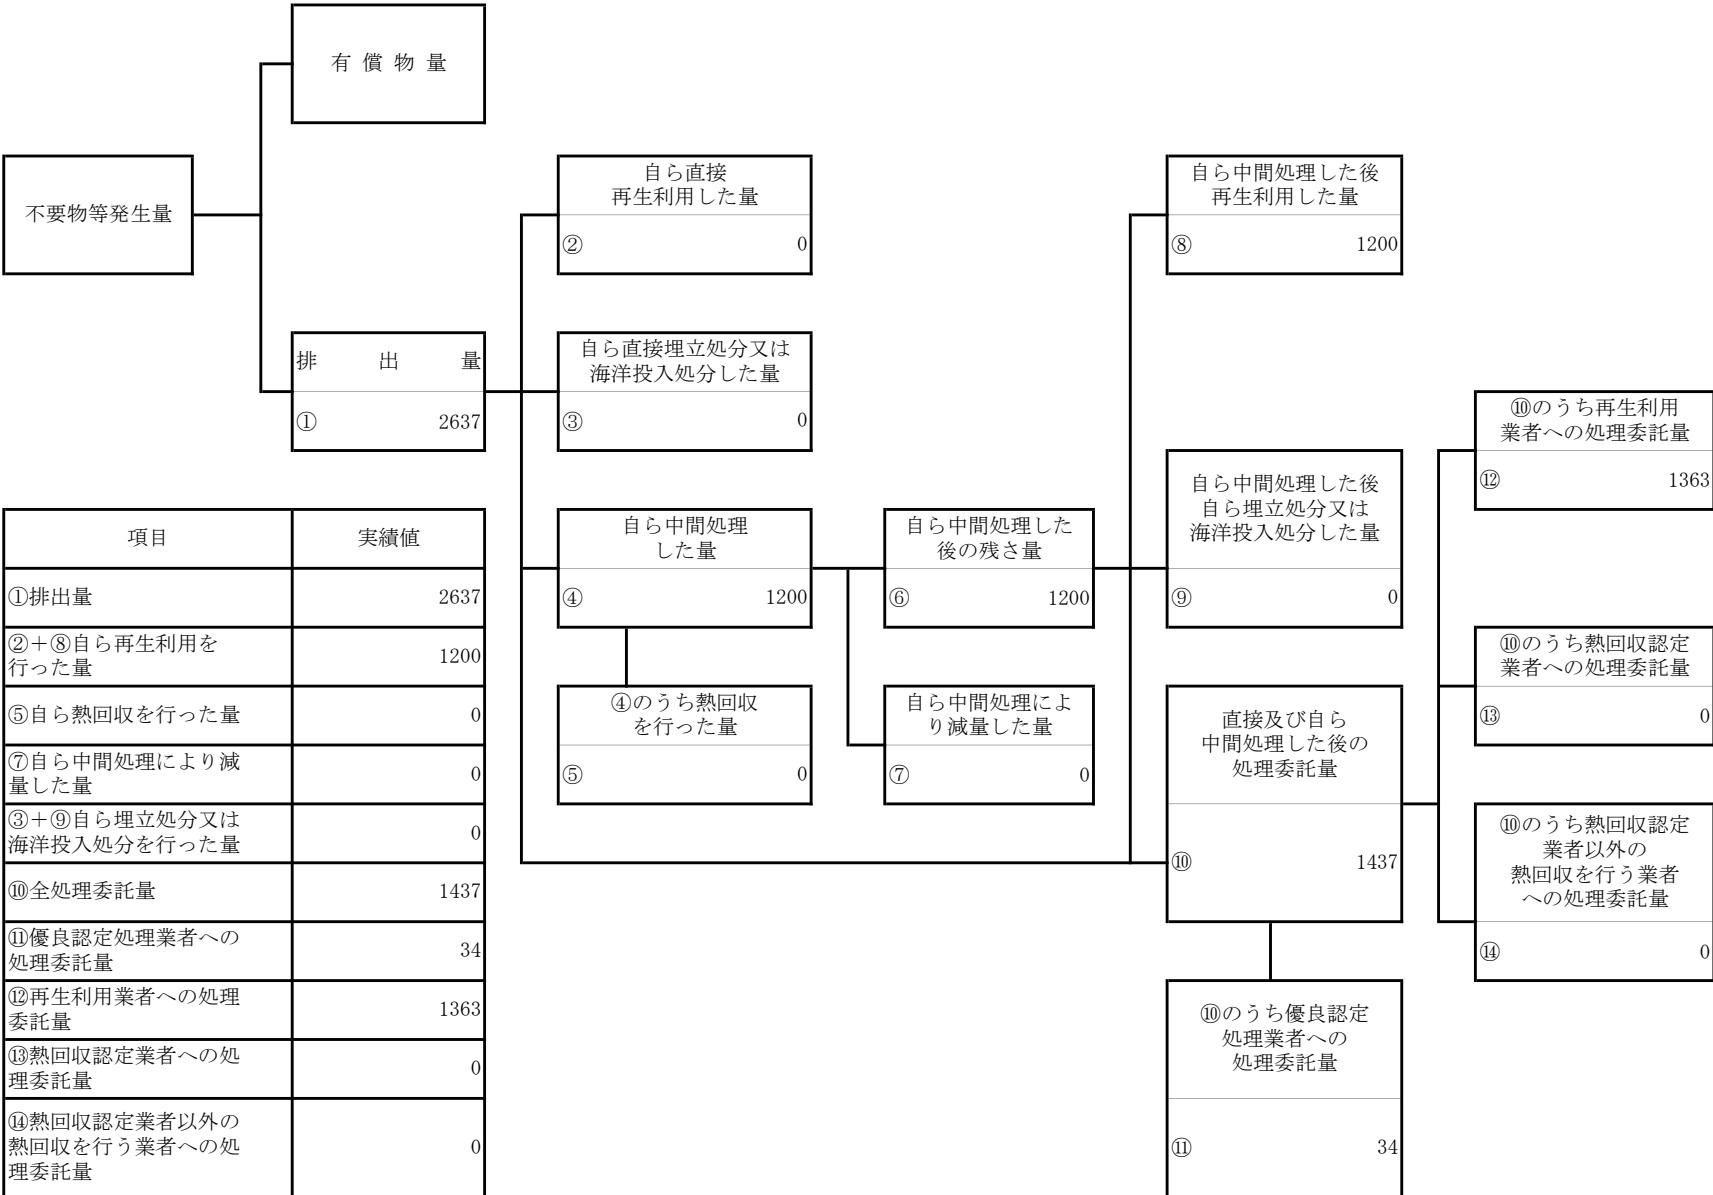 有 償 物 量
不要物等発生量
自ら直接
再生利用した量
② 0
自ら中間処理した後
再生利用した量
⑧ 1200
排 出 量
① 2637
自ら直接埋立処分又は
海洋投入処分した量
③ 0
⑩のうち再生利用
業者への処理委託量
⑫ 1363
自ら中間処理
した量
④ 1200
自ら中間処理した
後の残さ量
⑥ 1200
自ら中間処理した後
自ら埋立処分又は
海洋投入処分した量
⑨ 0
⑩のうち熱回収認定
業者への処理委託量
⑬ 0
④のうち熱回収
を行った量
⑤ 0
自ら中間処理によ
り減量した量
⑦ 0
直接及び自ら
中間処理した後の
処理委託量
⑩ 1437
⑩のうち熱回収認定
業者以外の
熱回収を行う業者
への処理委託量
⑭ 0
⑩のうち優良認定
処理業者への
処理委託量
⑪ 34
項目 実績値
①排出量 2637
②＋⑧自ら再生利用を
行った量 1200
⑤自ら熱回収を行った量 0
⑦自ら中間処理により減
量した量 0
③＋⑨自ら埋立処分又は
海洋投入処分を行った量 0
⑩全処理委託量 1437
⑪優良認定処理業者への
処理委託量 34
⑫再生利用業者への処理
委託量 1363
⑬熱回収認定業者への処
理委託量 0
⑭熱回収認定業者以外の
熱回収を行う業者への処
理委託量 0